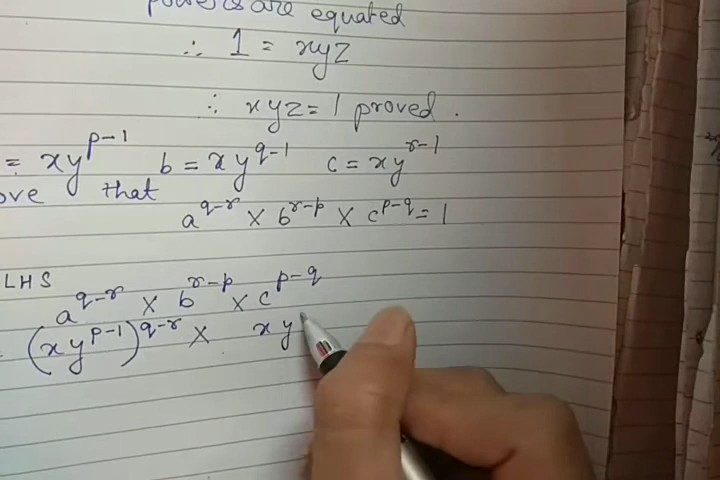 powers are equated
∴ 1 = xyz
∴ xyz = 1 proved.
= xy^{p-1} b = xy^{q-1} c = xy^{r-1}
that
a^{q-r} × b^{r-p} × c^{p-q} = 1
LHS
a^{q-r} × b^{r-p} × c^{p-q}
(xy^{p-1})^{q-r} × xy